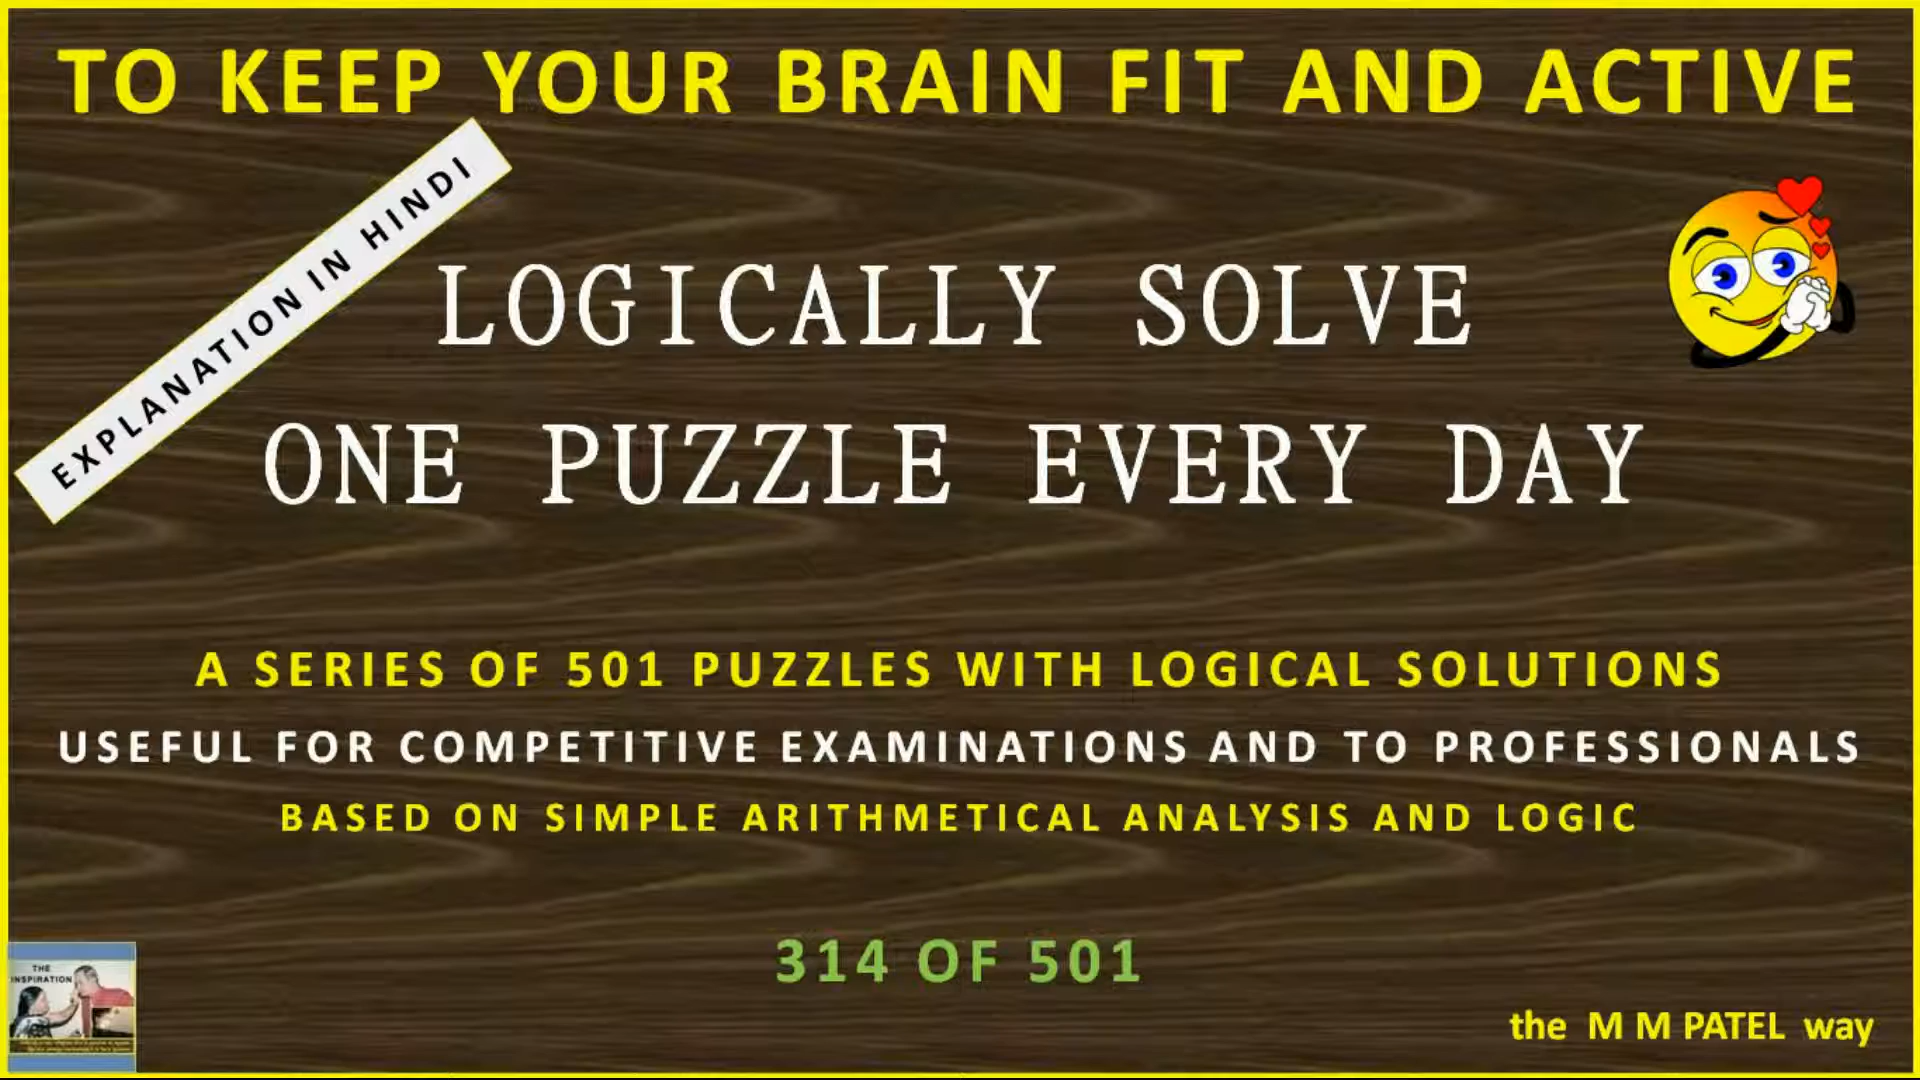 TO KEEP YOUR BRAIN FIT AND ACTIVE
EXPLANATION IN HINDI
LOGICALLY SOLVE
ONE PUZZLE EVERY DAY
A SERIES OF 501 PUZZLES WITH LOGICAL SOLUTIONS
USEFUL FOR COMPETITIVE EXAMINATIONS AND TO PROFESSIONALS
BASED ON SIMPLE ARITHMETICAL ANALYSIS AND LOGIC
314 OF 501
THE
INSPIRATION
the M M PATEL way